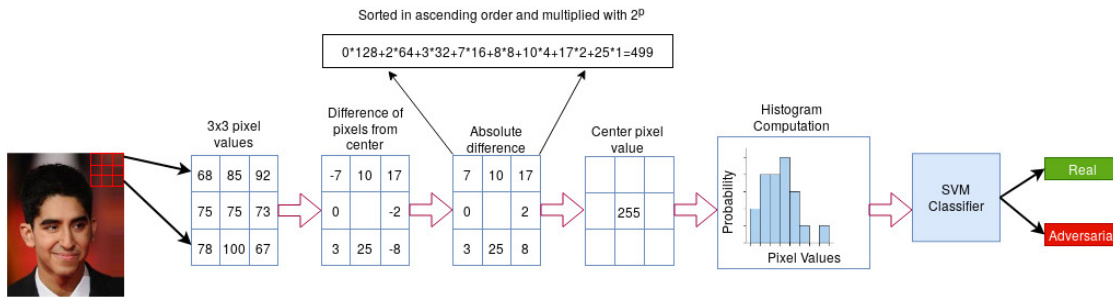 Sorted in ascending order and multiplied with 2^p
0*128+2*64+3*32+7*16+8*8+10*4+17*2+25*1=499
3x3 pixel
values
68 85 92
75 75 73
78 100 67
Difference of
pixels from
center
-7 10 17
0 -2
3 25 -8
Absolute
difference
7 10 17
0 2
3 25 8
Center pixel
value
255
Histogram
Computation
Probability
Pixel Values
SVM
Classifier
Real
Adversarial